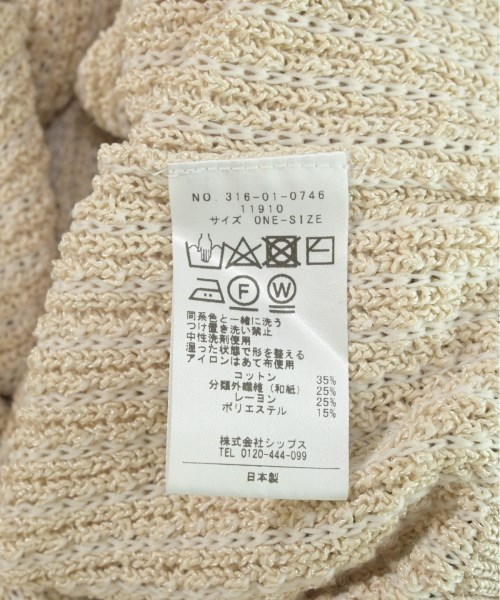 NO. 316-01-0746
11910
サイズ ONE-SIZE
F W
同系色と一緒に洗う
つけ置き洗い禁止
中性洗剤使用
湿った状態で形を整える
アイロンはあて布使用
コットン 35%
分類外繊維(和紙) 25%
レーヨン 25%
ポリエステル 15%
株式会社シップス
TEL 0120-444-099
日本製